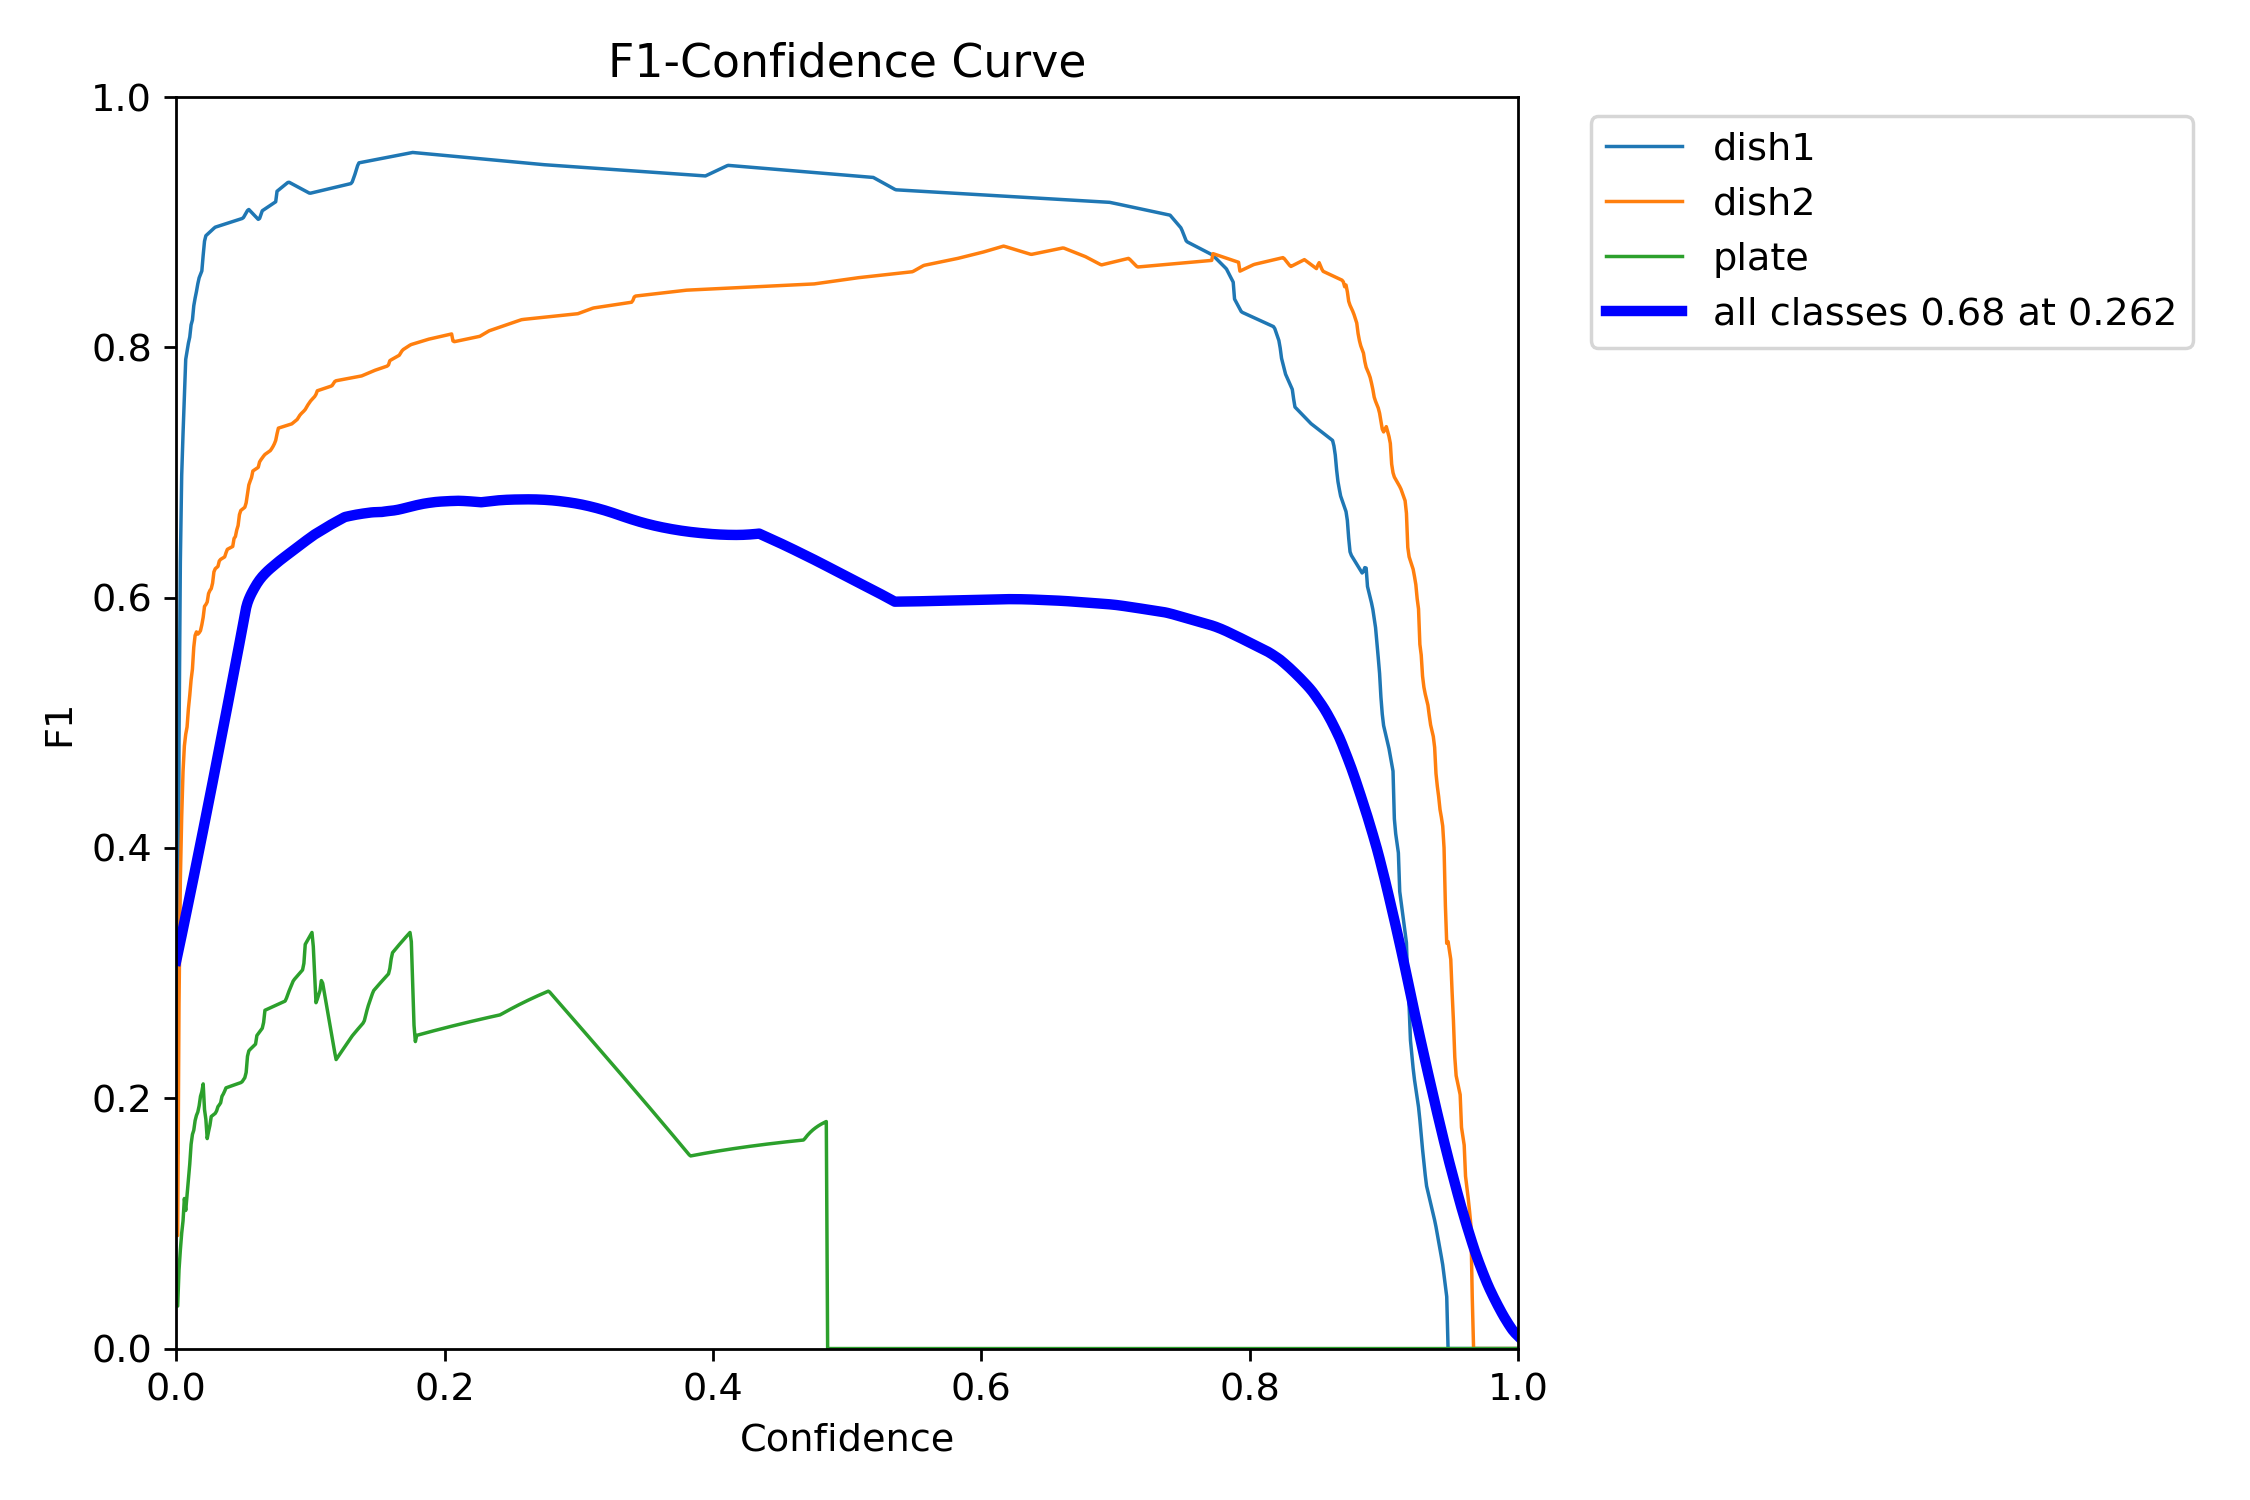 F1-Confidence Curve
1.0
0.8
0.6
0.4
0.2
0.0
F1
0.0 0.2 0.4 0.6 0.8 1.0
Confidence
dish1
dish2
plate
all classes 0.68 at 0.262